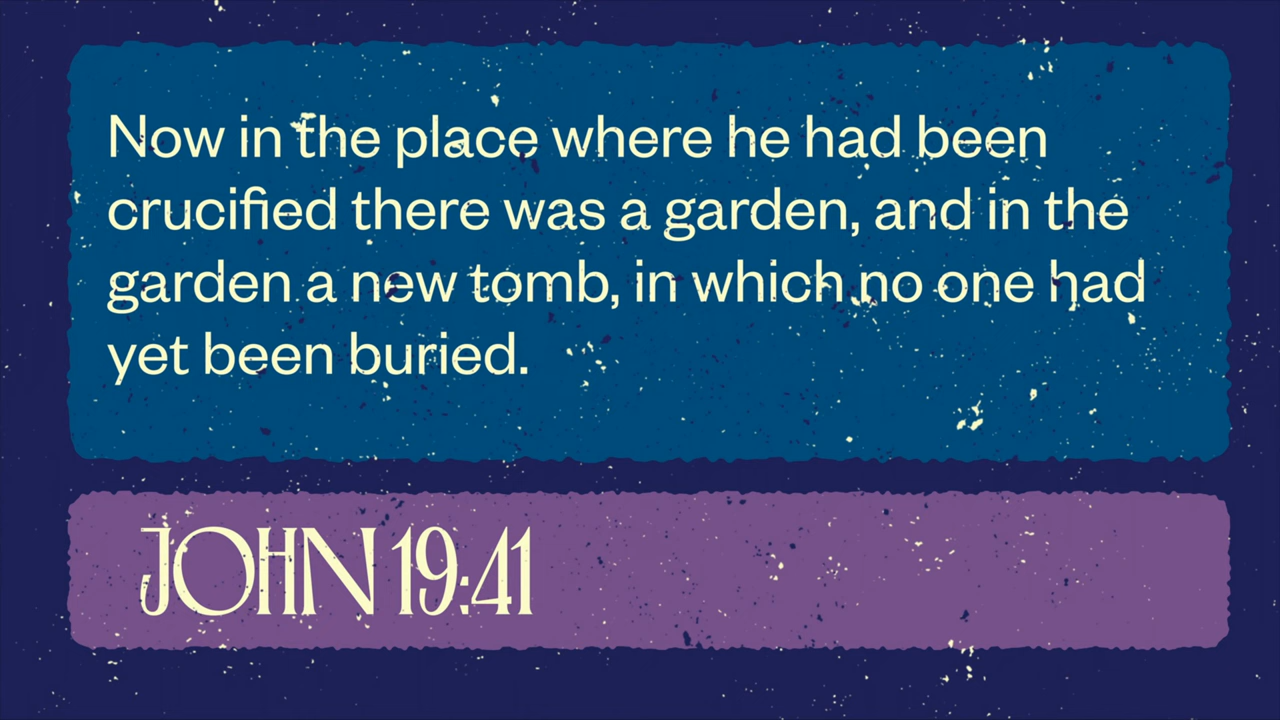 Now in the place where he had been
crucified there was a garden, and in the
garden a new tomb, in which no one had
yet been buried.
JOHN 19:41